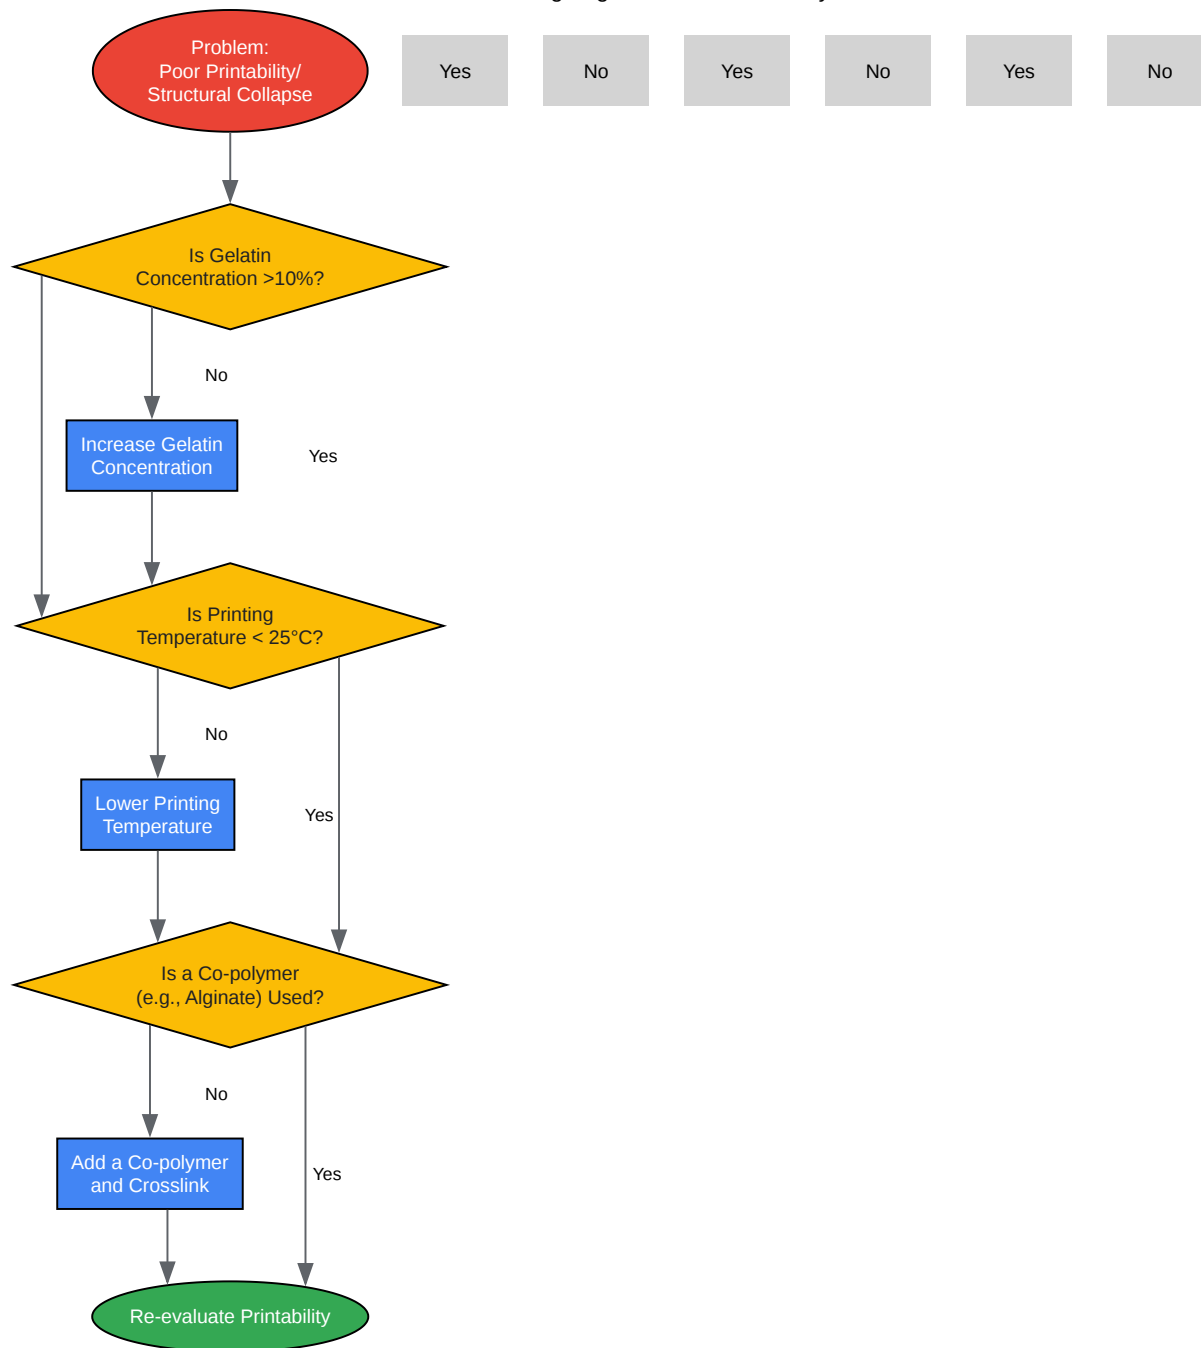 Problem:
Poor Printability/
Structural Collapse
Yes
No
Yes
No
Yes
No
Is Gelatin
Concentration >10%?
No
Increase Gelatin
Concentration
Yes
Is Printing
Temperature < 25°C?
No
Lower Printing
Temperature
Yes
Is a Co-polymer
(e.g., Alginate) Used?
No
Add a Co-polymer
and Crosslink
Yes
Re-evaluate Printability